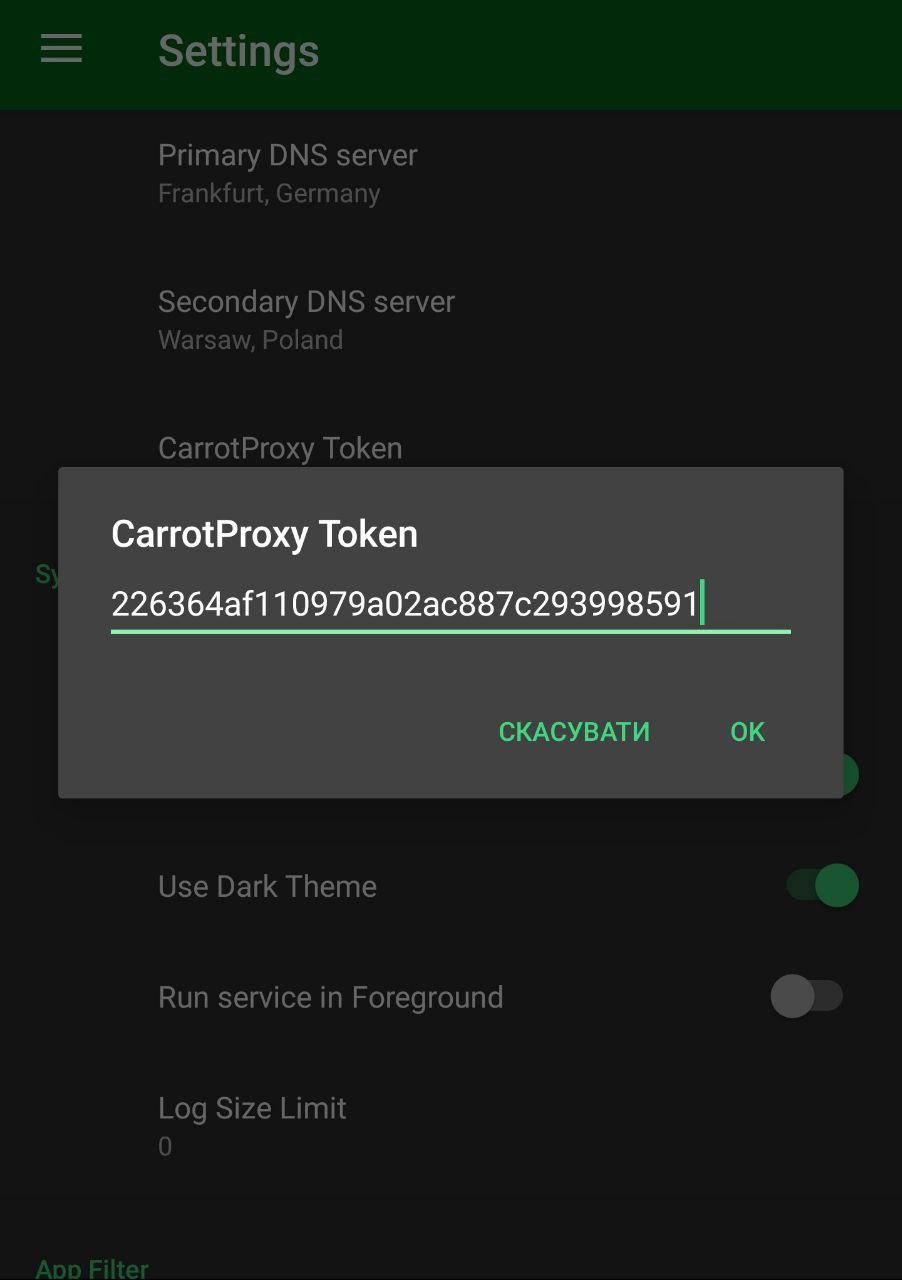 Settings
Primary DNS server
Frankfurt, Germany
Secondary DNS server
Warsaw, Poland
CarrotProxy Token
CarrotProxy Token
Sy
226364af110979a02ac887c293998591
СКАСУВАТИ OK
Use Dark Theme
Run service in Foreground
Log Size Limit
0
App Filter